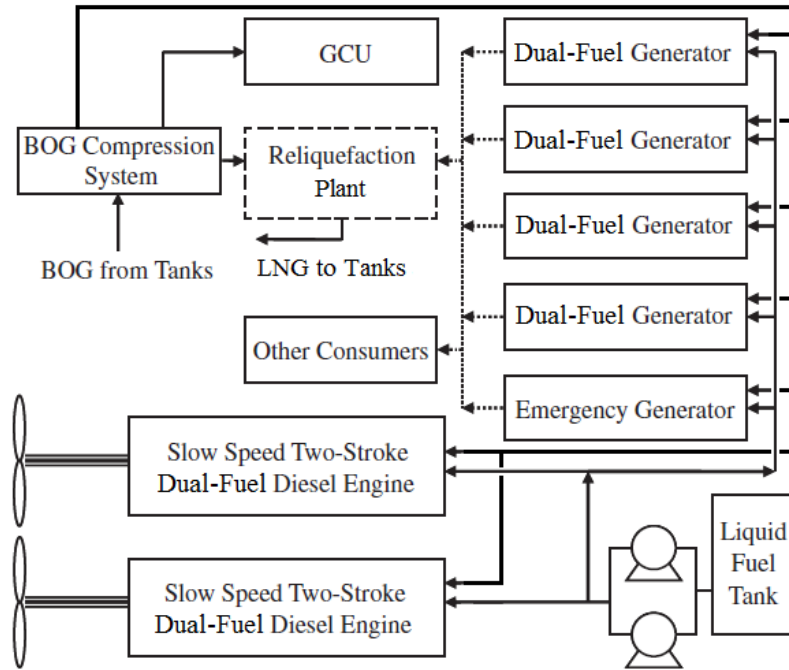 GCU
Dual-Fuel Generator
BOG Compression
System
Reliquefaction
Plant
Dual-Fuel Generator
BOG from Tanks
LNG to Tanks
Dual-Fuel Generator
Other Consumers
Dual-Fuel Generator
Emergency Generator
Slow Speed Two-Stroke
Dual-Fuel Diesel Engine
Liquid
Fuel
Tank
Slow Speed Two-Stroke
Dual-Fuel Diesel Engine